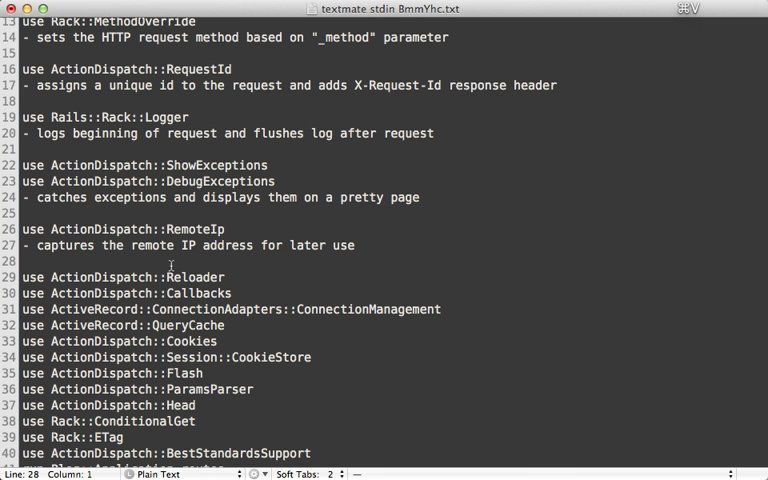 textmate stdin BmmYhc.txt
⌘V
13 use Rack::MethodOverride
14 - sets the HTTP request method based on "_method" parameter
15
16 use ActionDispatch::RequestId
17 - assigns a unique id to the request and adds X-Request-Id response header
18
19 use Rails::Rack::Logger
20 - logs beginning of request and flushes log after request
21
22 use ActionDispatch::ShowExceptions
23 use ActionDispatch::DebugExceptions
24 - catches exceptions and displays them on a pretty page
25
26 use ActionDispatch::RemoteIp
27 - captures the remote IP address for later use
28
29 use ActionDispatch::Reloader
30 use ActionDispatch::Callbacks
31 use ActiveRecord::ConnectionAdapters::ConnectionManagement
32 use ActiveRecord::QueryCache
33 use ActionDispatch::Cookies
34 use ActionDispatch::Session::CookieStore
35 use ActionDispatch::Flash
36 use ActionDispatch::ParamsParser
37 use ActionDispatch::Head
38 use Rack::ConditionalGet
39 use Rack::ETag
40 use ActionDispatch::BestStandardsSupport
Line: 28 Column: 1 Plain Text Soft Tabs: 2 —